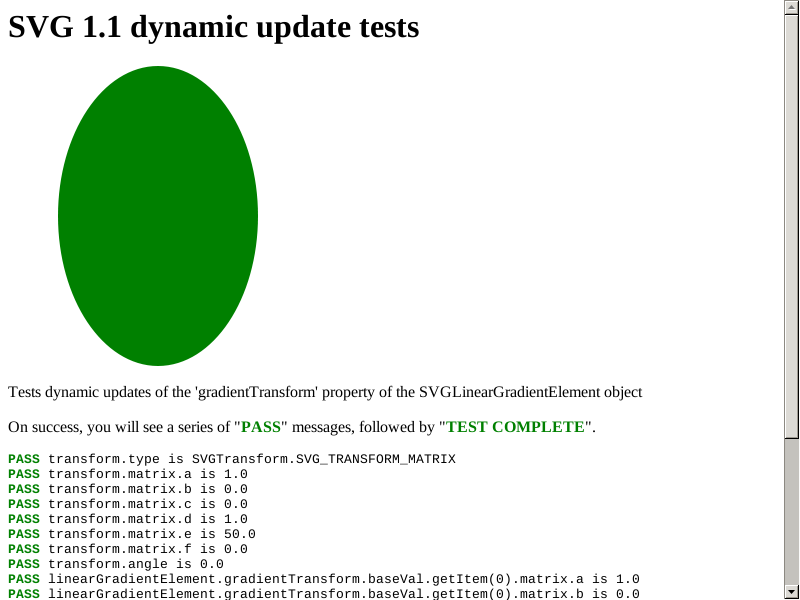 SVG 1.1 dynamic update tests
Tests dynamic updates of the 'gradientTransform' property of the SVGLinearGradientElement object
On success, you will see a series of "PASS" messages, followed by "TEST COMPLETE".
PASS transform.type is SVGTransform.SVG_TRANSFORM_MATRIX
PASS transform.matrix.a is 1.0
PASS transform.matrix.b is 0.0
PASS transform.matrix.c is 0.0
PASS transform.matrix.d is 1.0
PASS transform.matrix.e is 50.0
PASS transform.matrix.f is 0.0
PASS transform.angle is 0.0
PASS linearGradientElement.gradientTransform.baseVal.getItem(0).matrix.a is 1.0
PASS linearGradientElement.gradientTransform.baseVal.getItem(0).matrix.b is 0.0